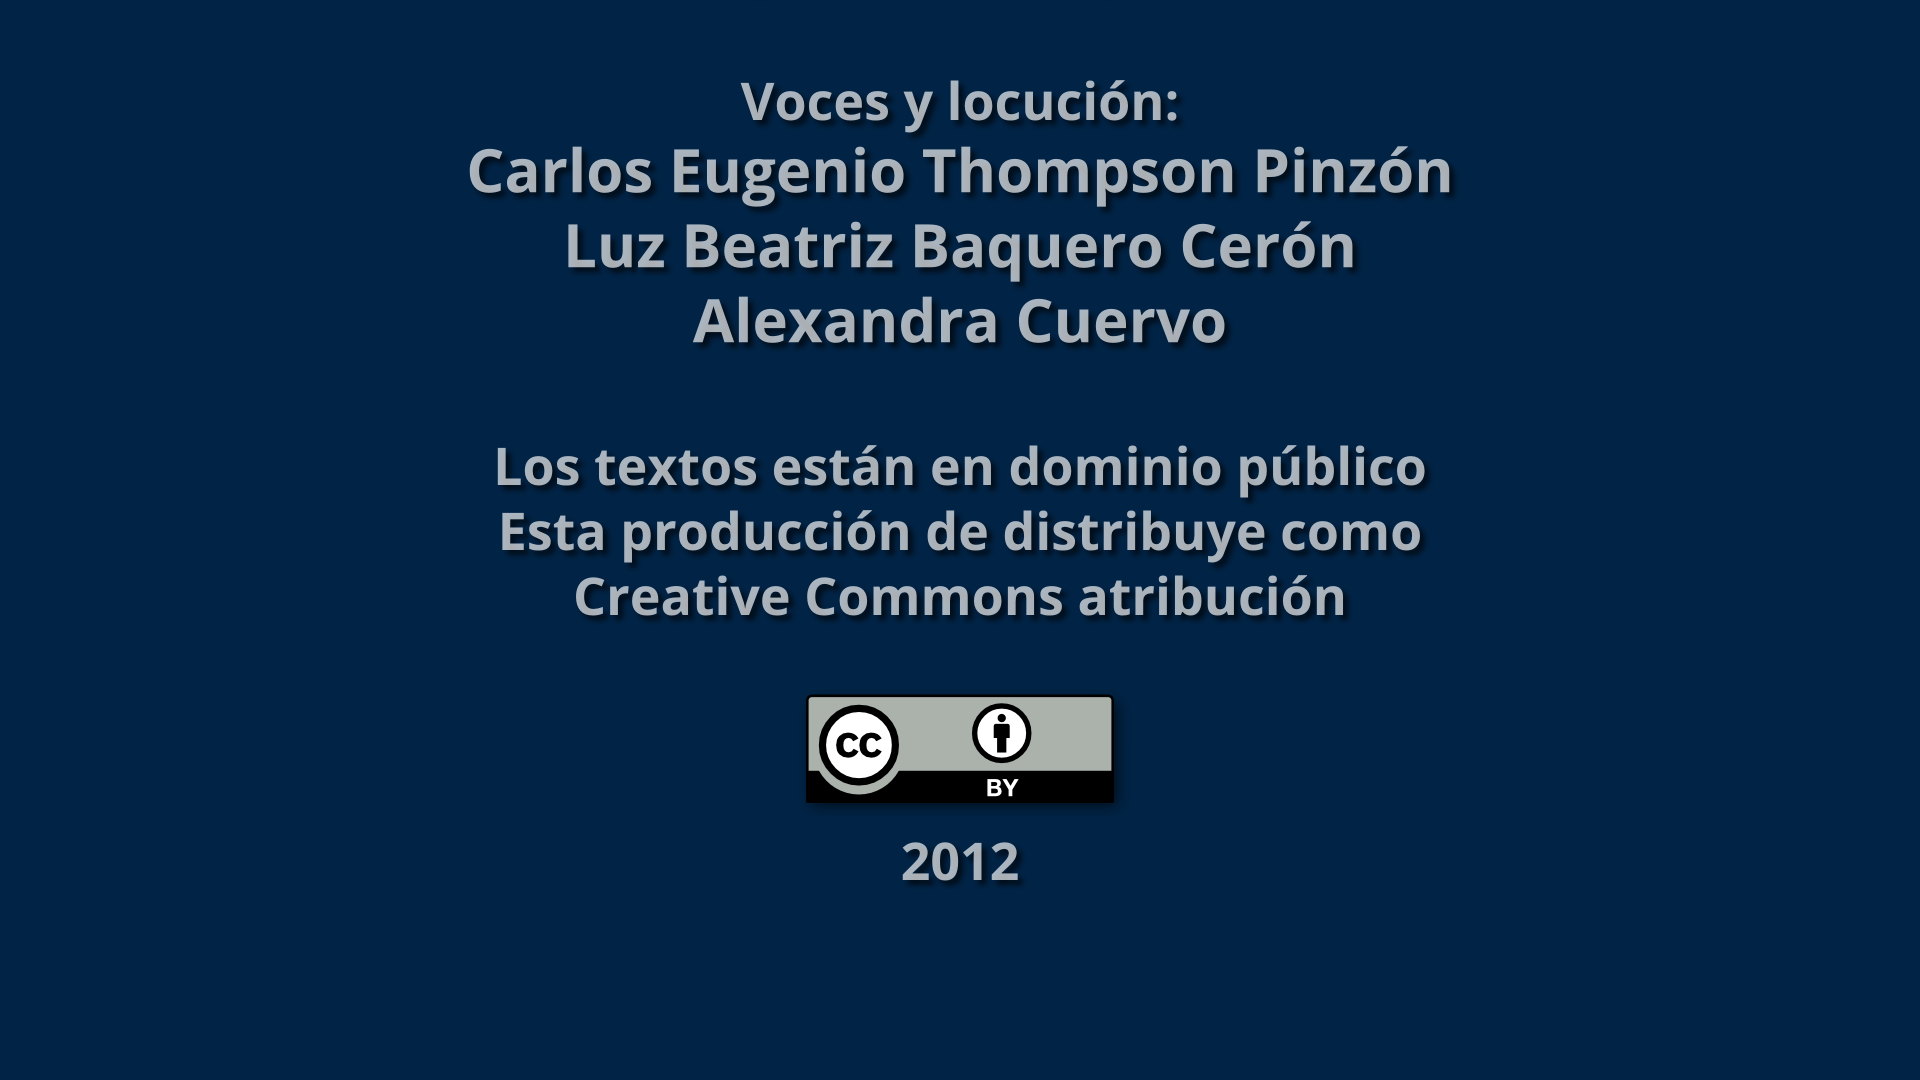 Voces y locución:
Carlos Eugenio Thompson Pinzón
Luz Beatriz Baquero Cerón
Alexandra Cuervo
Los textos están en dominio público
Esta producción de distribuye como
Creative Commons atribución
cc
BY
2012